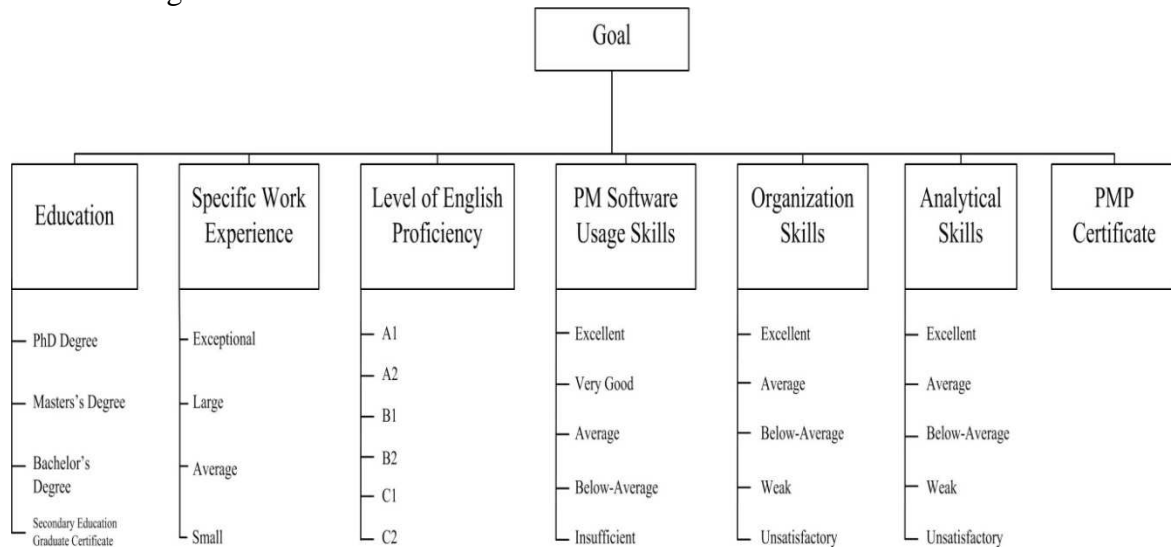 Goal
Education
Specific Work
Experience
Level of English
Proficiency
PM Software
Usage Skills
Organization
Skills
Analytical
Skills
PMP
Certificate
PhD Degree
Masters's Degree
Bachelor's
Degree
Secondary Education
Graduate Certificate
Exceptional
Large
Average
Small
A1
A2
B1
B2
C1
C2
Excellent
Very Good
Average
Below-Average
Insufficient
Excellent
Average
Below-Average
Weak
Unsatisfactory
Excellent
Average
Below-Average
Weak
Unsatisfactory